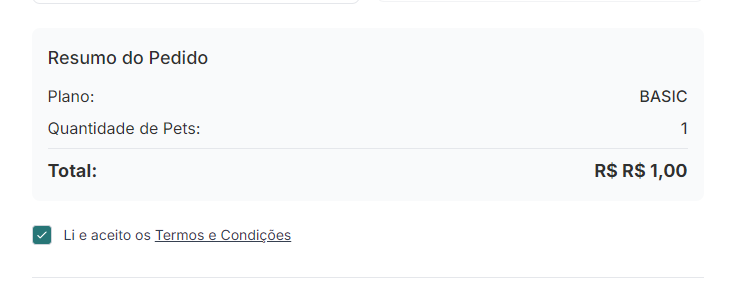 Resumo do Pedido
Plano: BASIC
Quantidade de Pets: 1
Total: R$ R$ 1,00
Li e aceito os Termos e Condições